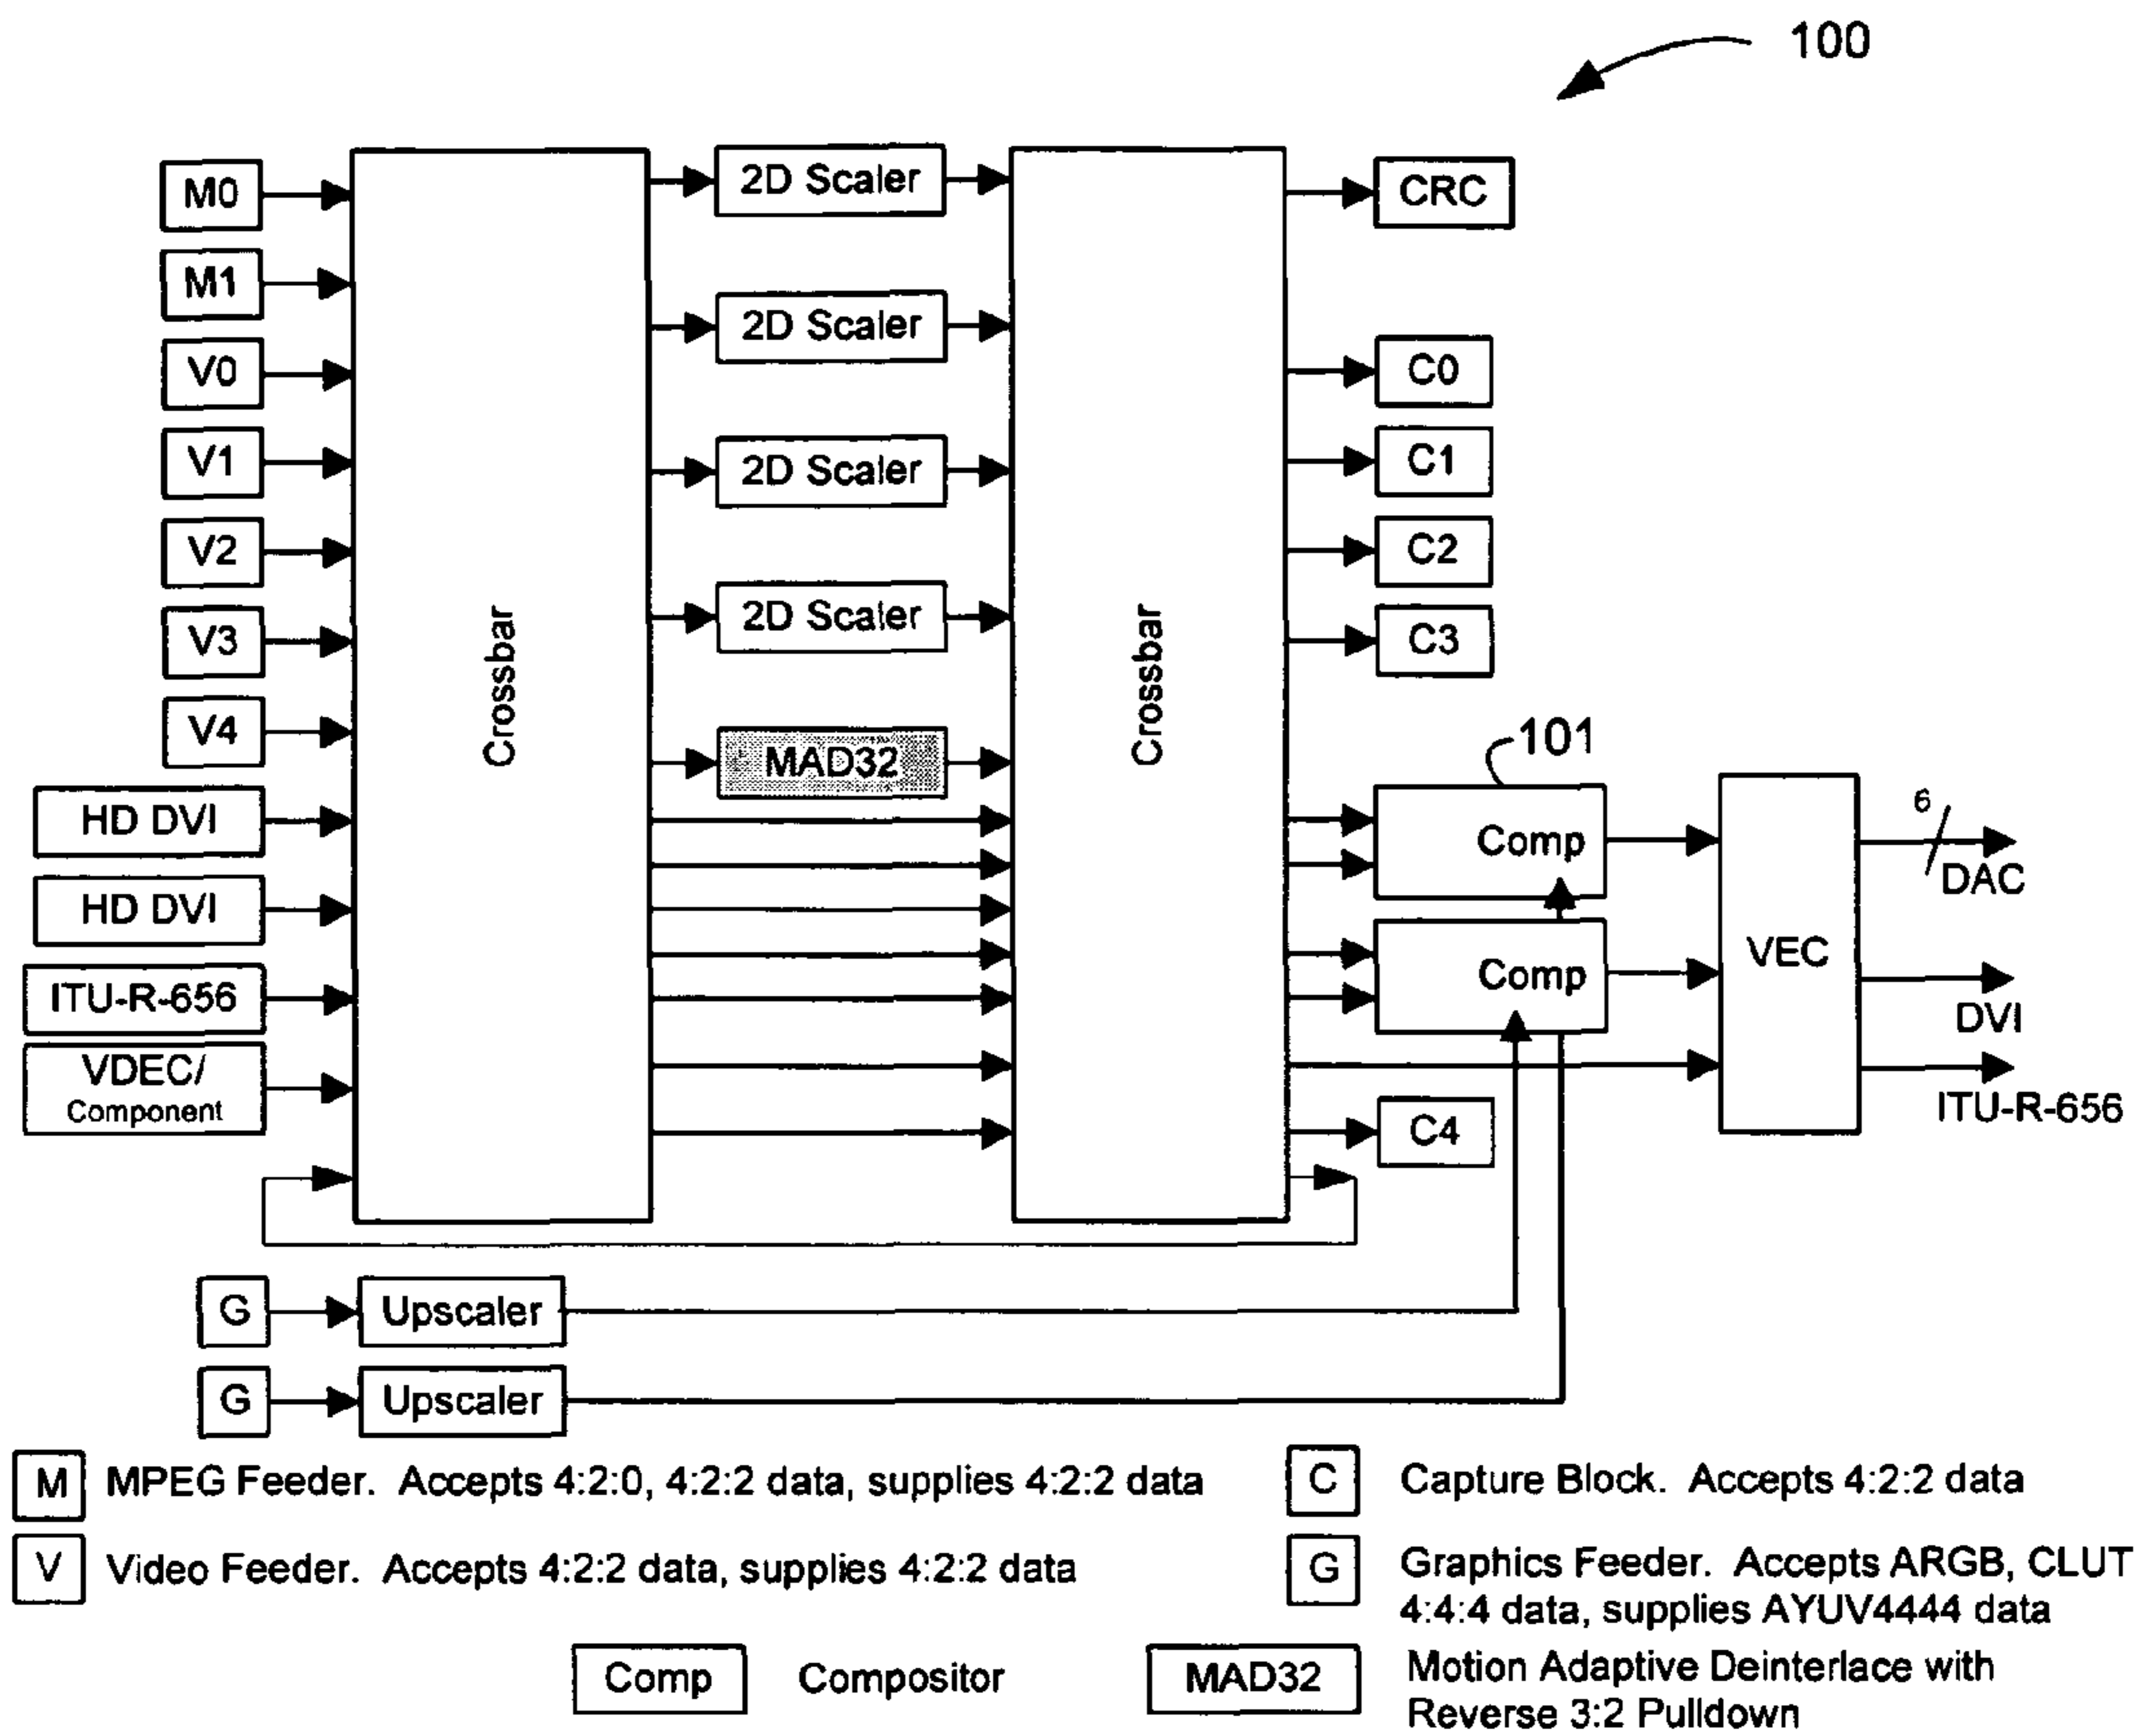 100
M0
M1
V0
V1
V2
V3
V4
HD DVI
HD DVI
ITU-R-656
VDEC/
Component
Crossbar
2D Scaler
2D Scaler
2D Scaler
2D Scaler
MAD32
Crossbar
CRC
C0
C1
C2
C3
101
Comp
Comp
C4
VEC
6
DAC
DVI
ITU-R-656
G
Upscaler
G
Upscaler
M MPEG Feeder. Accepts 4:2:0, 4:2:2 data, supplies 4:2:2 data
V Video Feeder. Accepts 4:2:2 data, supplies 4:2:2 data
C Capture Block. Accepts 4:2:2 data
G Graphics Feeder. Accepts ARGB, CLUT
4:4:4 data, supplies AYUV4444 data
Comp Compositor
MAD32 Motion Adaptive Deinterlace with
Reverse 3:2 Pulldown